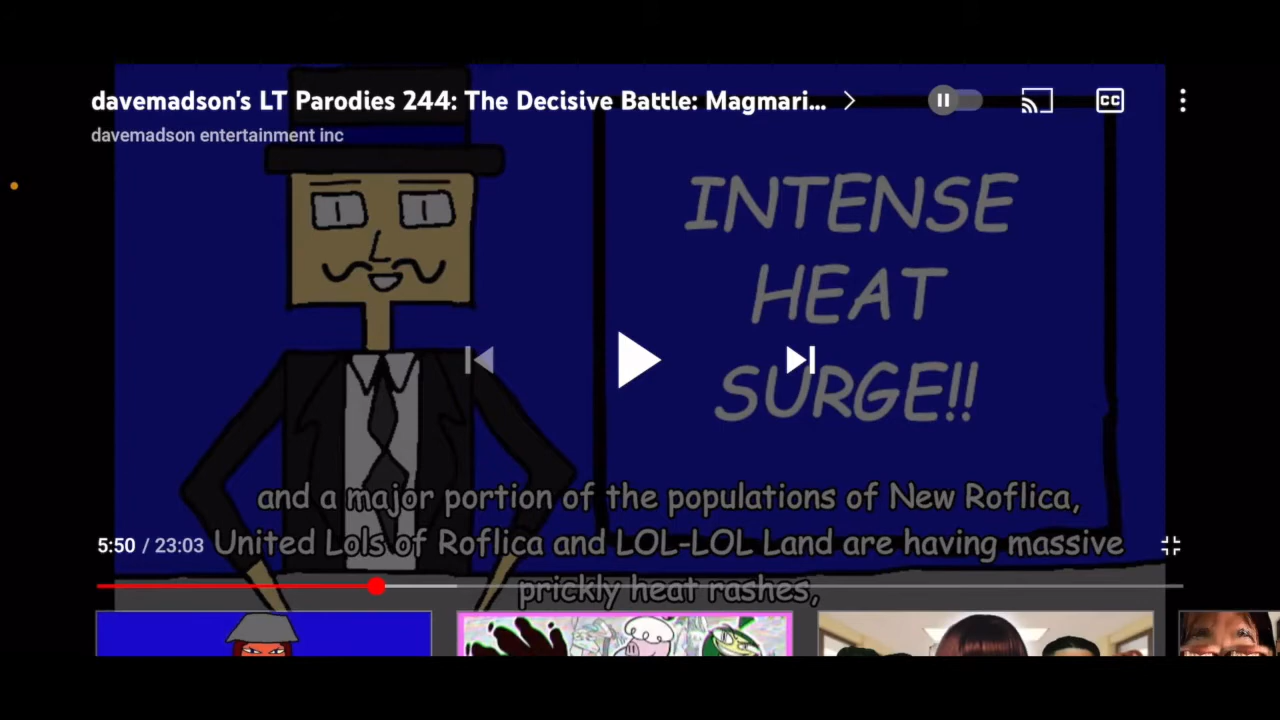 davemadson's LT Parodies 244: The Decisive Battle: Magmari...
CC
davemadson entertainment inc
INTENSE
HEAT
SURGE!!
and a major portion of the populations of New Roflica,
United Lols of Roflica and LOL-LOL Land are having massive
prickly heat rashes,
5:50 / 23:03